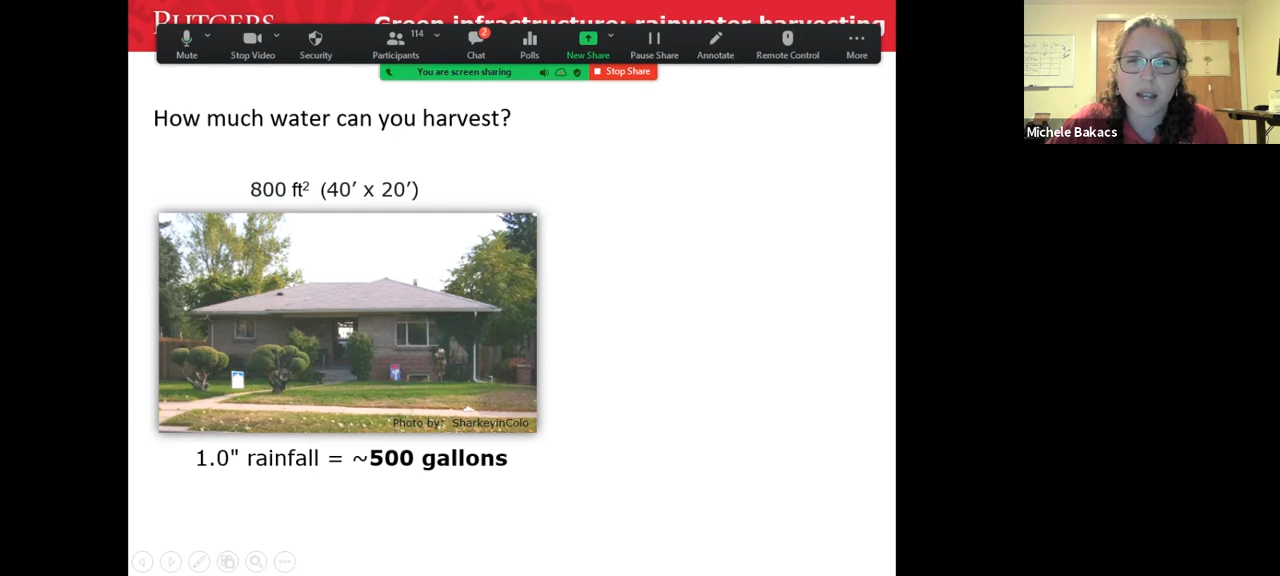 RUTGERS
Green infrastructure: rainwater harvesting
Mute
Stop Video
Security
Participants
114
Chat
2
Polls
New Share
Pause Share
Annotate
Remote Control
More
You are screen sharing
Stop Share
How much water can you harvest?
800 ft² (40’ x 20’)
Photo by: SharkeyinColo
1.0" rainfall = ~500 gallons
Michele Bakacs